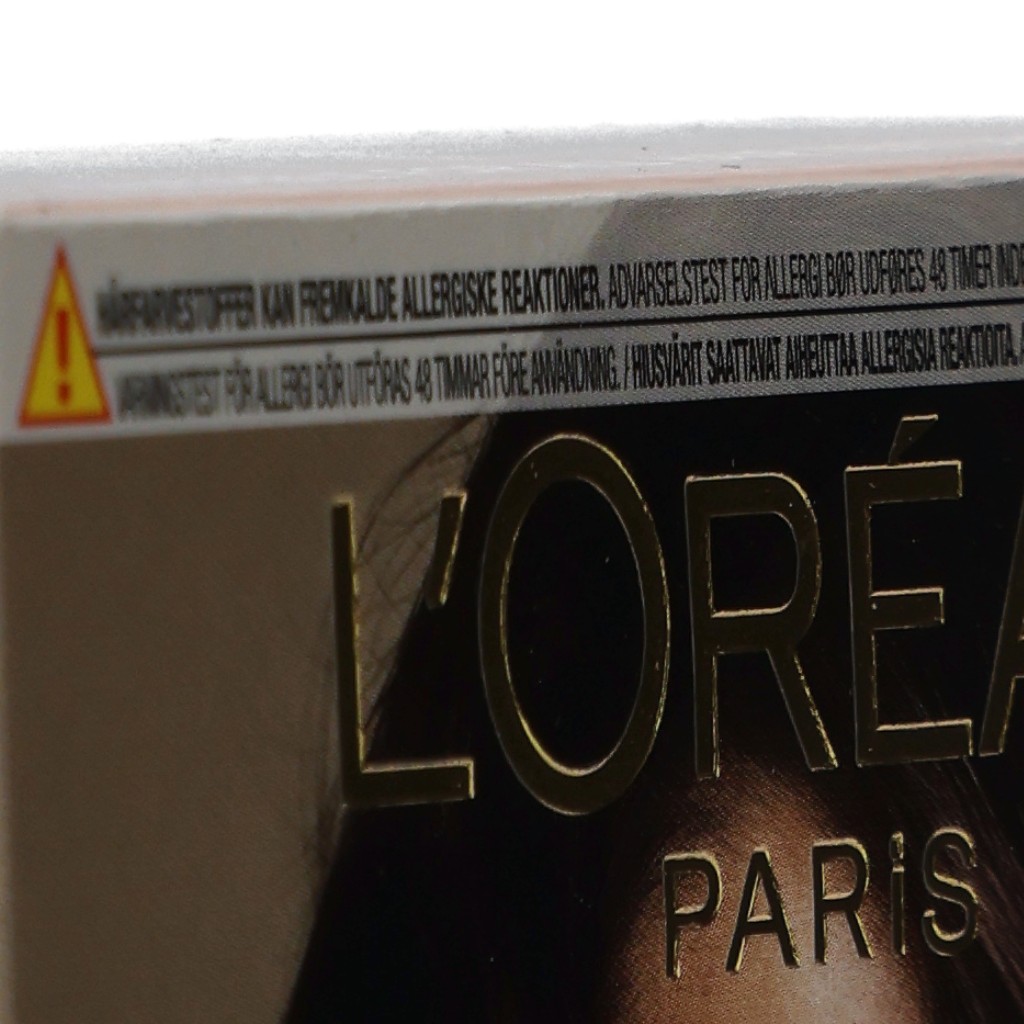 HÅRFARVESTOFFER KAN FREMKALDE ALLERGISKE REAKTIONER. ADVARSELSTEST FOR ALLERGI BØR UDFØRES 48 TIMER
VARNINGSTEST FÖR ALLERGI BÖR UTFÖRAS 48 TIMMAR FÖRE ANVÄNDNING. / HIUSVÄRIT SAATTAVAT AIHEUTTAA ALLERGISIA REAKTIOITA.
L'ORÉA
PARiS